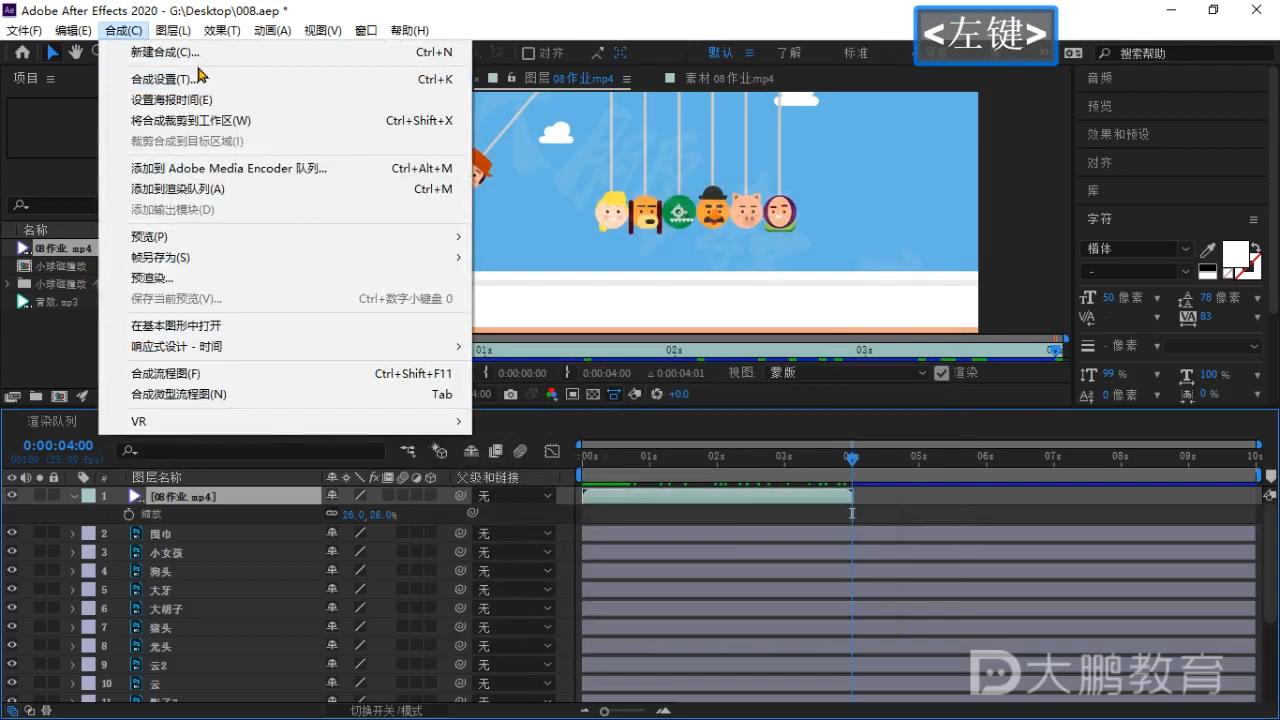 Adobe After Effects 2020 - G:\Desktop\008.aep *
<左键>
文件(F) 编辑(E) 合成(C) 图层(L) 效果(T) 动画(A) 视图(V) 窗口 帮助(H)
新建合成(C)... Ctrl+N
合成设置(T)... Ctrl+K
设置海报时间(E)
将合成裁剪到工作区(W) Ctrl+Shift+X
裁剪合成到目标区域(I)
添加到 Adobe Media Encoder 队列... Ctrl+Alt+M
添加到渲染队列(A) Ctrl+M
添加输出模块(D)
预览(P)
帧另存为(S)
预渲染...
保存当前预览(V)... Ctrl+数字小键盘 0
在基本图形中打开
响应式设计 - 时间
合成流程图(F) Ctrl+Shift+F11
合成微型流程图(N) Tab
VR
对齐
默认 了解 标准
搜索帮助
项目
名称
08作业.mp4
小球碰撞改
小球碰撞改 个
音效.mp3
图层 08作业.mp4
素材 08作业.mp4
01s 02s 03s
0:00:00:00 0:00:04:00 0:00:04:01 视图: 蒙版 渲染
4:00 +0.0
音频
预览
效果和预设
对齐
库
字符
楷体
-
50 像素 78 像素
83
- 像素
99 % 100 %
0 像素 0 %
渲染队列
0:00:04:00
00100 (25.00 fps)
:00s 01s 02s 03s 04s 05s 06s 07s 08s 09s 10s
# 图层名称 父级和链接
1 [08作业.mp4] 无
缩放 26.0,26.0%
2 围巾 无
3 小女孩 无
4 狗头 无
5 大牙 无
6 大胡子 无
7 猪头 无
8 光头 无
9 云2 无
10 云 无
大鹏教育
切换开关/模式